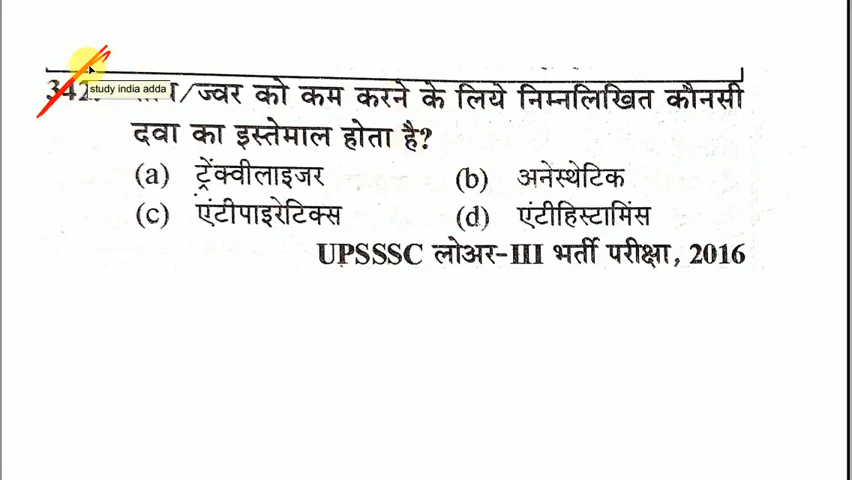 study india adda
/ज्वर को कम करने के लिये निम्नलिखित कौनसी
दवा का इस्तेमाल होता है?
(a) ट्रेंक्वीलाइजर (b) अनेस्थेटिक
(c) एंटीपाइरेटिक्स (d) एंटीहिस्टामिंस
UPSSSC लोअर-III भर्ती परीक्षा, 2016